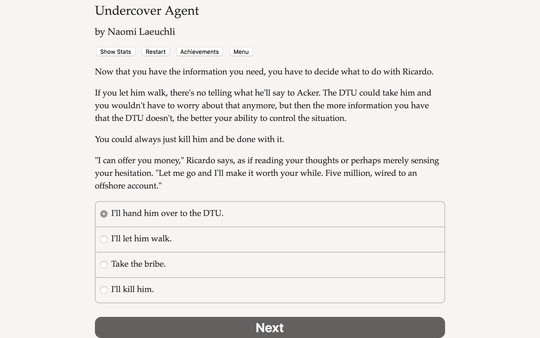 Undercover Agent
by Naomi Laeuchli
Show Stats Restart Achievements Menu
Now that you have the information you need, you have to decide what to do with Ricardo.
If you let him walk, there's no telling what he'll say to Acker. The DTU could take him and
you wouldn't have to worry about that anymore, but then the more information you have
that the DTU doesn't, the better your ability to control the situation.
You could always just kill him and be done with it.
"I can offer you money," Ricardo says, as if reading your thoughts or perhaps merely sensing
your hesitation. "Let me go and I'll make it worth your while. Five million, wired to an
offshore account."
I'll hand him over to the DTU.
I'll let him walk.
Take the bribe.
I'll kill him.
Next